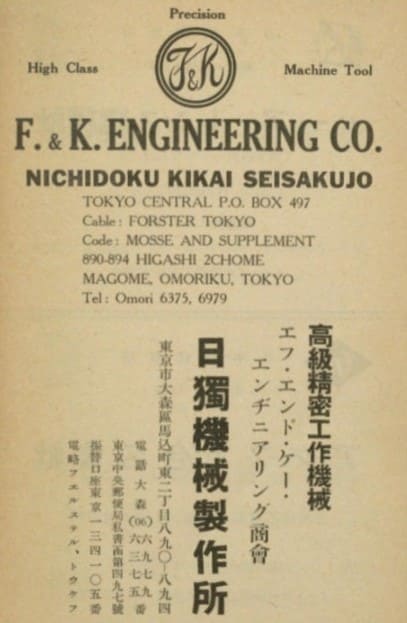 Precision
High Class
F&K
Machine Tool
F. & K. ENGINEERING CO.
NICHIDOKU KIKAI SEISAKUJO
TOKYO CENTRAL P.O. BOX 497
Cable: FORSTER TOKYO
Code: MOSSE AND SUPPLEMENT
890-894 HIGASHI 2CHOME
MAGOME, OMORIKU, TOKYO
Tel: Omori 6375, 6979
高級精密工作機械
エフ・エンド・ケー・
エンヂニアリング商會
日獨機械製作所
東京市大森區馬込町東二丁目八九〇—八九四
電話大森(06)六九七九 六三七五番
東京中央郵便局私書函第四九七號
振替口座東京一三四一〇五番
電略フエルステル、トウケフ